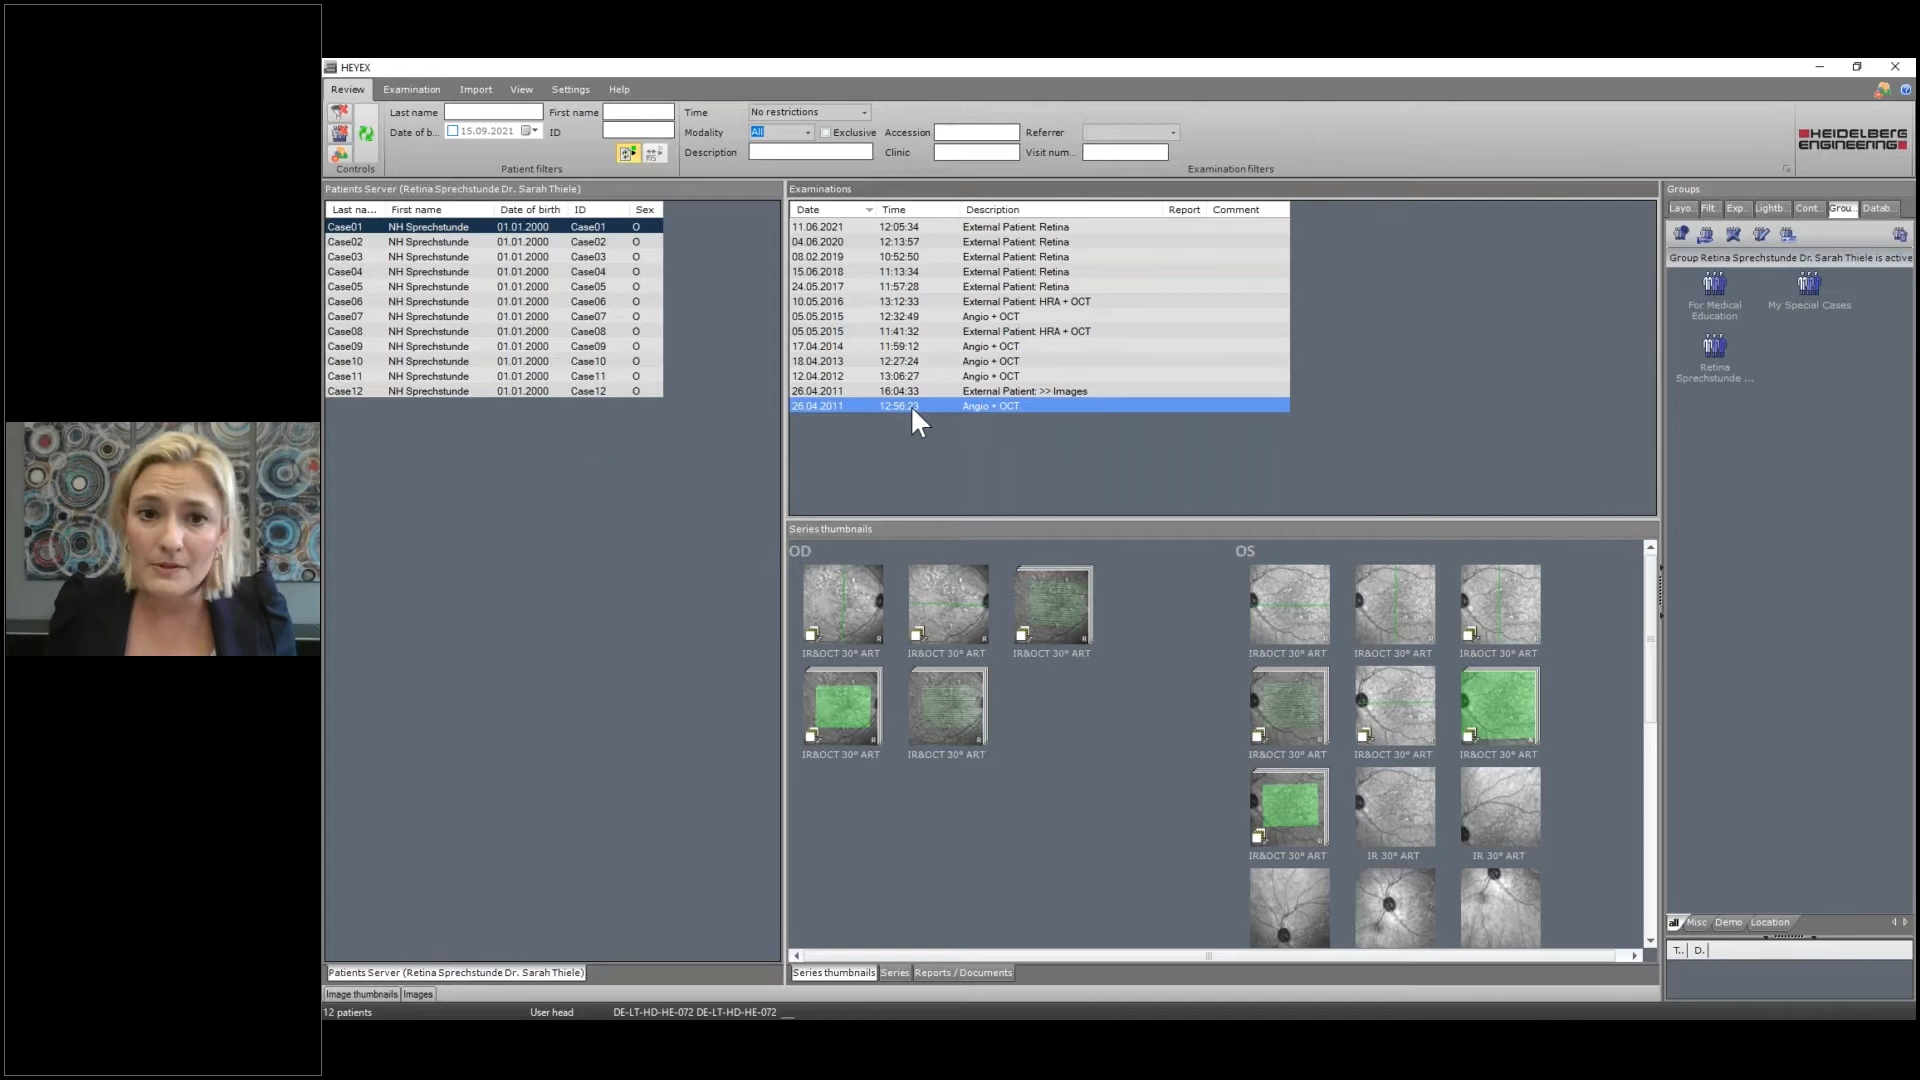 HEYEX
Review Examination Import View Settings Help
Last name First name Time No restrictions
Date of b... 15.09.2021 ID Modality All Exclusive Accession Referrer
Description Clinic Visit num...
Controls Patient filters Examination filters
HEIDELBERG
ENGINEERING
Patients Server (Retina Sprechstunde Dr. Sarah Thiele)
Last na... First name Date of birth ID Sex
Case01 NH Sprechstunde 01.01.2000 Case01 O
Case02 NH Sprechstunde 01.01.2000 Case02 O
Case03 NH Sprechstunde 01.01.2000 Case03 O
Case04 NH Sprechstunde 01.01.2000 Case04 O
Case05 NH Sprechstunde 01.01.2000 Case05 O
Case06 NH Sprechstunde 01.01.2000 Case06 O
Case07 NH Sprechstunde 01.01.2000 Case07 O
Case08 NH Sprechstunde 01.01.2000 Case08 O
Case09 NH Sprechstunde 01.01.2000 Case09 O
Case10 NH Sprechstunde 01.01.2000 Case10 O
Case11 NH Sprechstunde 01.01.2000 Case11 O
Case12 NH Sprechstunde 01.01.2000 Case12 O
Examinations
Date Time Description Report Comment
11.06.2021 12:05:34 External Patient: Retina
04.06.2020 12:13:57 External Patient: Retina
08.02.2019 10:52:50 External Patient: Retina
15.06.2018 11:13:34 External Patient: Retina
24.05.2017 11:57:28 External Patient: Retina
10.05.2016 13:12:33 External Patient: HRA + OCT
05.05.2015 12:32:49 Angio + OCT
05.05.2015 11:41:32 External Patient: HRA + OCT
17.04.2014 11:59:12 Angio + OCT
18.04.2013 12:27:24 Angio + OCT
12.04.2012 13:06:27 Angio + OCT
26.04.2011 16:04:33 External Patient: >> Images
26.04.2011 12:56:23 Angio + OCT
Series thumbnails
OD OS
IR&OCT 30° ART IR&OCT 30° ART IR&OCT 30° ART IR&OCT 30° ART IR&OCT 30° ART IR&OCT 30° ART
IR&OCT 30° ART IR&OCT 30° ART IR&OCT 30° ART IR&OCT 30° ART IR&OCT 30° ART
IR&OCT 30° ART IR 30° ART IR 30° ART
Series thumbnails Series Reports / Documents
Groups
Layo... Filt... Exp... Lightb... Cont... Grou... Datab...
Group Retina Sprechstunde Dr. Sarah Thiele is active
For Medical
Education
My Special Cases
Retina
Sprechstunde ...
all Misc Demo Location
T.. D.
Patients Server (Retina Sprechstunde Dr. Sarah Thiele)
Image thumbnails Images
12 patients User head DE-LT-HD-HE-072 DE-LT-HD-HE-072 __